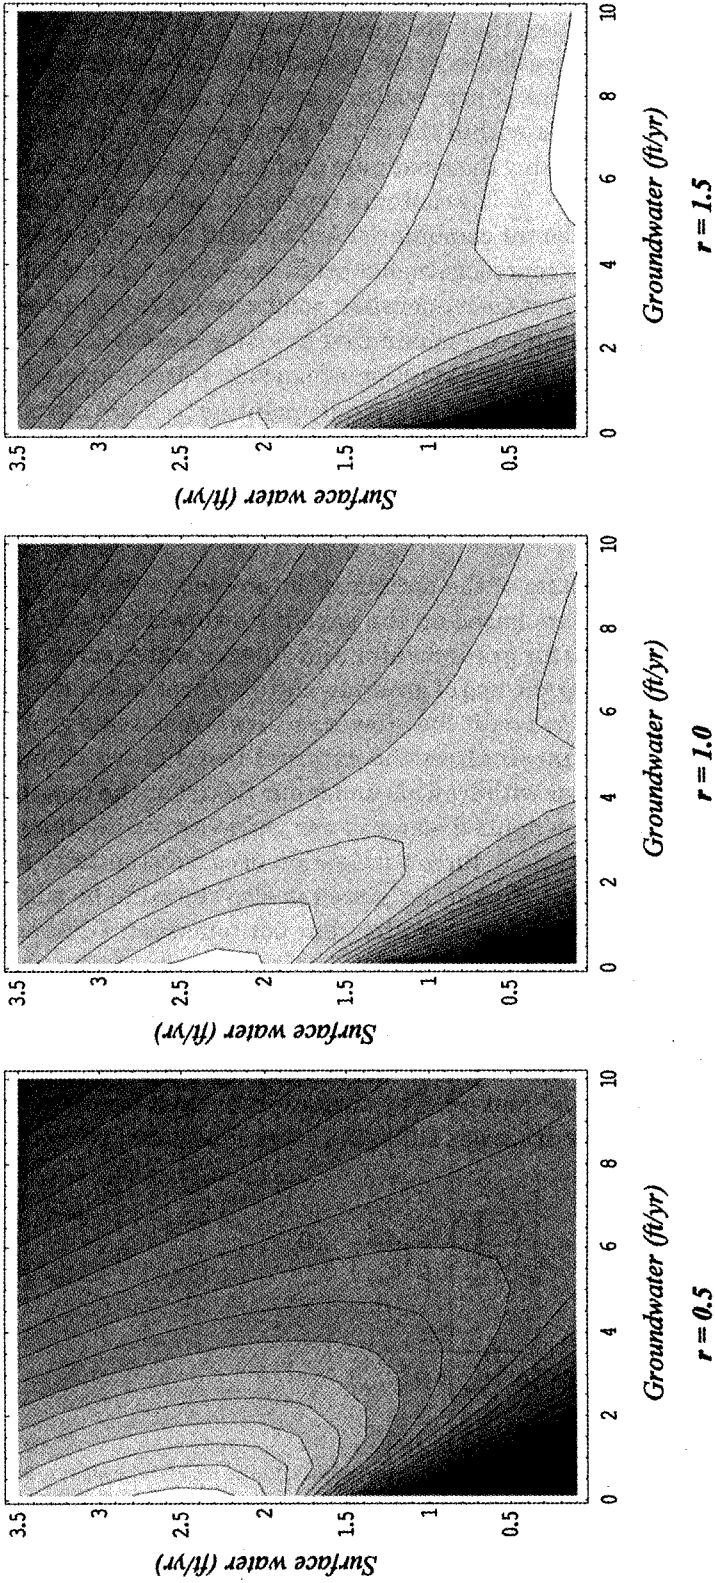 Surface water (ft/yr)
3.5
3
2.5
2
1.5
1
0.5
0 2 4 6 8 10
Groundwater (ft/yr)
r = 0.5
Surface water (ft/yr)
3.5
3
2.5
2
1.5
1
0.5
0 2 4 6 8 10
Groundwater (ft/yr)
r = 1.0
Surface water (ft/yr)
3.5
3
2.5
2
1.5
1
0.5
0 2 4 6 8 10
Groundwater (ft/yr)
r = 1.5